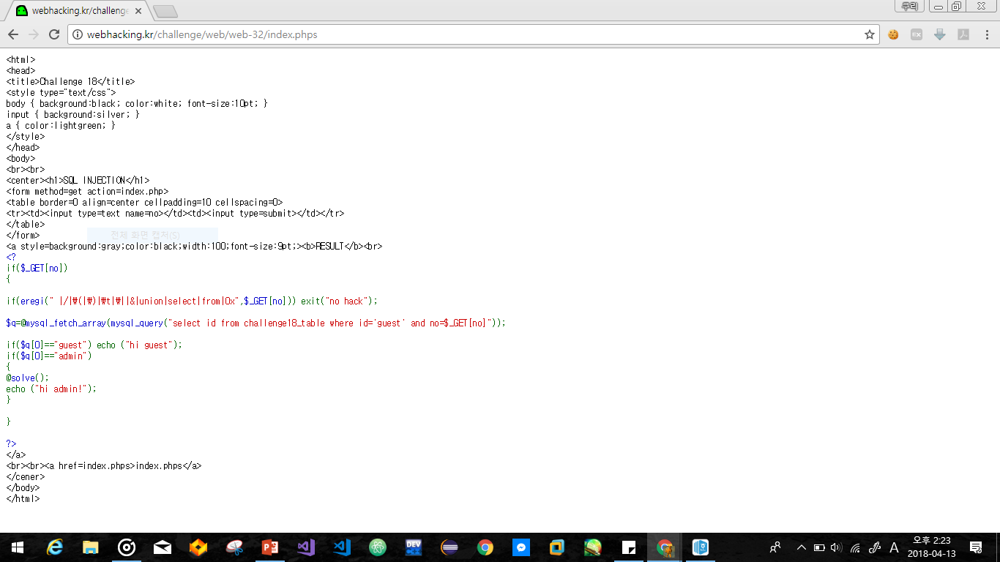 webhacking.kr/challenge
쿠릭
webhacking.kr/challenge/web/web-32/index.phps
<html>
<head>
<title>Challenge 18</title>
<style type="text/css">
body { background:black; color:white; font-size:10pt; }
input { background:silver; }
a { color:lightgreen; }
</style>
</head>
<body>
<br><br>
<center><h1>SQL INJECTION</h1>
<form method=get action=index.php>
<table border=0 align=center cellpadding=10 cellspacing=0>
<tr><td><input type=text name=no></td><td><input type=submit></td></tr>
</table>
</form>
전체 화면 캡처(S)
<a style=background:gray;color:black;width:100;font-size:9pt;><b>RESULT</b><br>
<?
if($_GET[no])
{
if(eregi(" |/|₩(|₩)|₩t|₩||&|union|select|from|0x",$_GET[no])) exit("no hack");
$q=@mysql_fetch_array(mysql_query("select id from challenge18_table where id='guest' and no=$_GET[no]"));
if($q[0]=="guest") echo ("hi guest");
if($q[0]=="admin")
{
@solve();
echo ("hi admin!");
}
}
?>
</a>
<br><br><a href=index.phps>index.phps</a>
</cener>
</body>
</html>
DEV
A
오후 2:23
2018-04-13